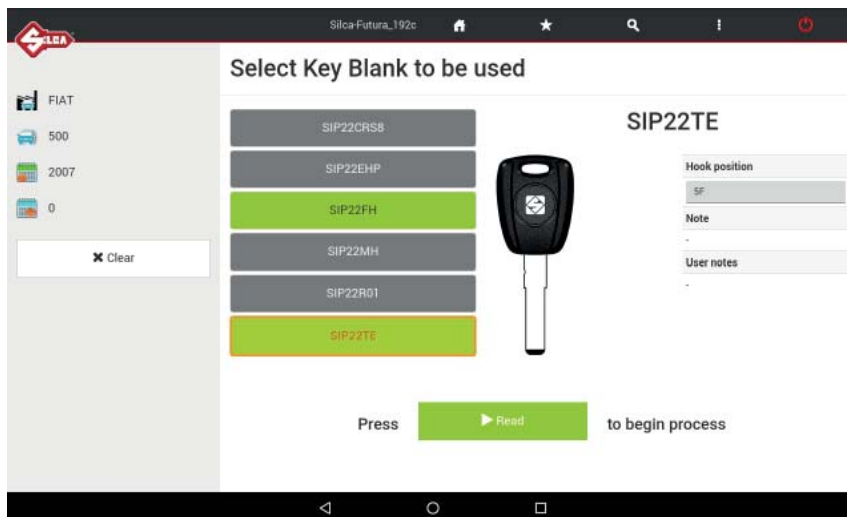 Silca-Futura_192c
SILCA
Select Key Blank to be used
FIAT
500
2007
0
Clear
SIP22CRS8
SIP22EHP
SIP22FH
SIP22MH
SIP22R01
SIP22TE
SIP22TE
Hook position
5F
Note
-
User notes
-
Press
Read
to begin process